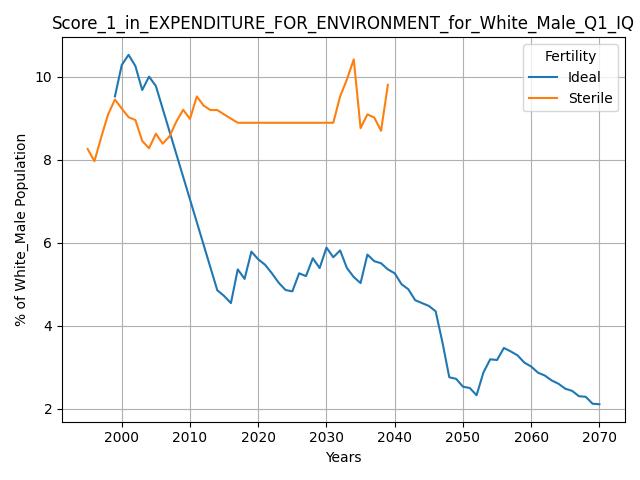 Score_1_in_EXPENDITURE_FOR_ENVIRONMENT_for_White_Male_Q1_IQ
Fertility
Ideal
Sterile
% of White_Male Population
10
8
6
4
2
2000 2010 2020 2030 2040 2050 2060 2070
Years